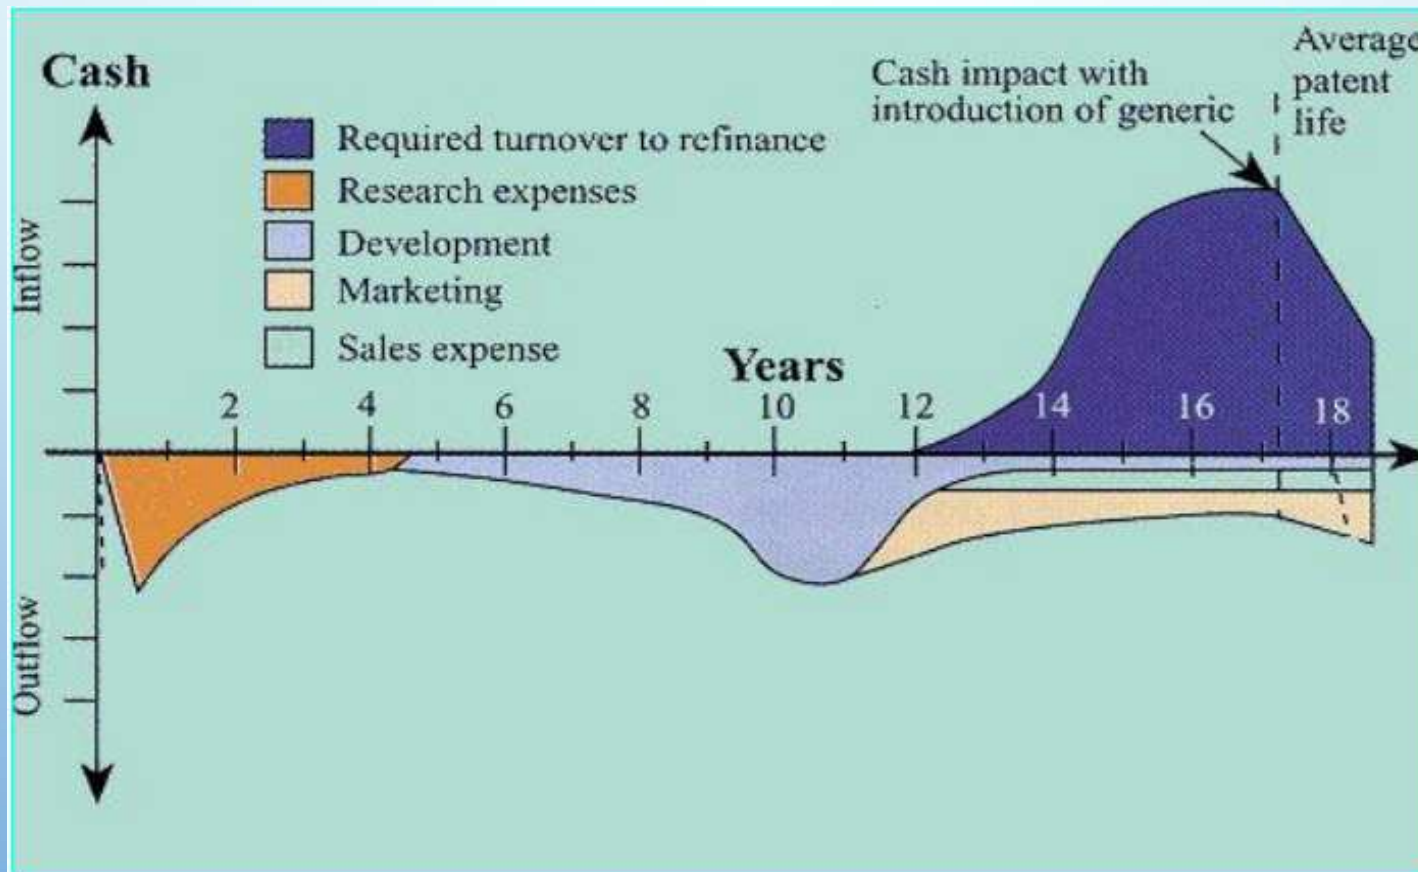 Cash
Average
patent
life
Cash impact with
introduction of generic
Required turnover to refinance
Research expenses
Development
Marketing
Sales expense
Inflow
Years
2 4 6 8 10 12 14 16 18
Outflow